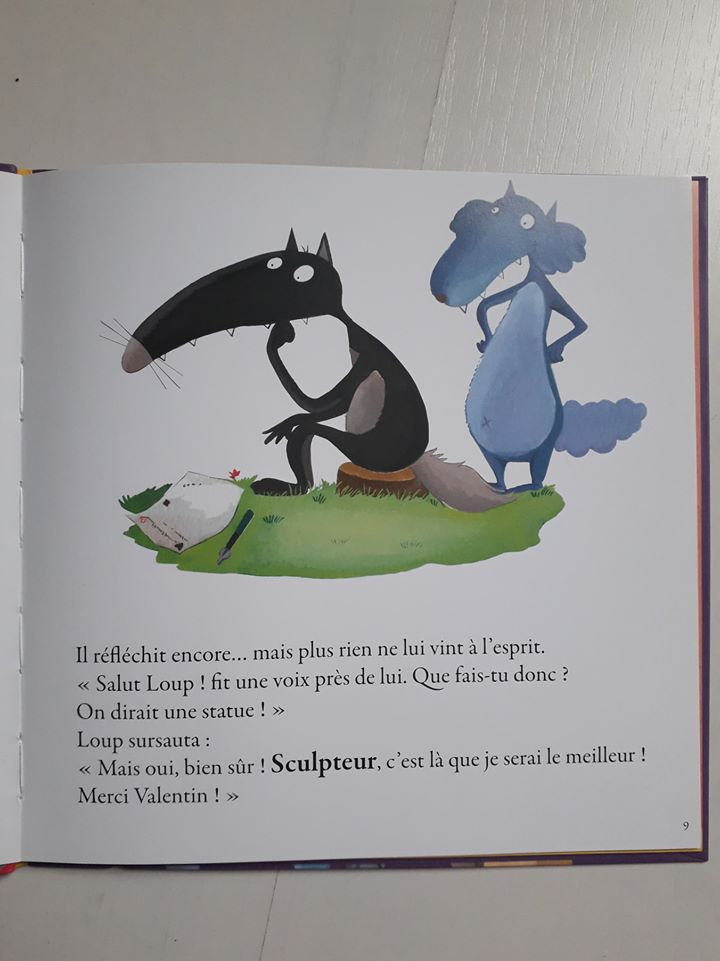 Il réfléchit encore... mais plus rien ne lui vint à l'esprit.
« Salut Loup ! fit une voix près de lui. Que fais-tu donc ?
On dirait une statue ! »
Loup sursauta :
« Mais oui, bien sûr ! Sculpteur, c'est là que je serai le meilleur !
Merci Valentin ! »
9